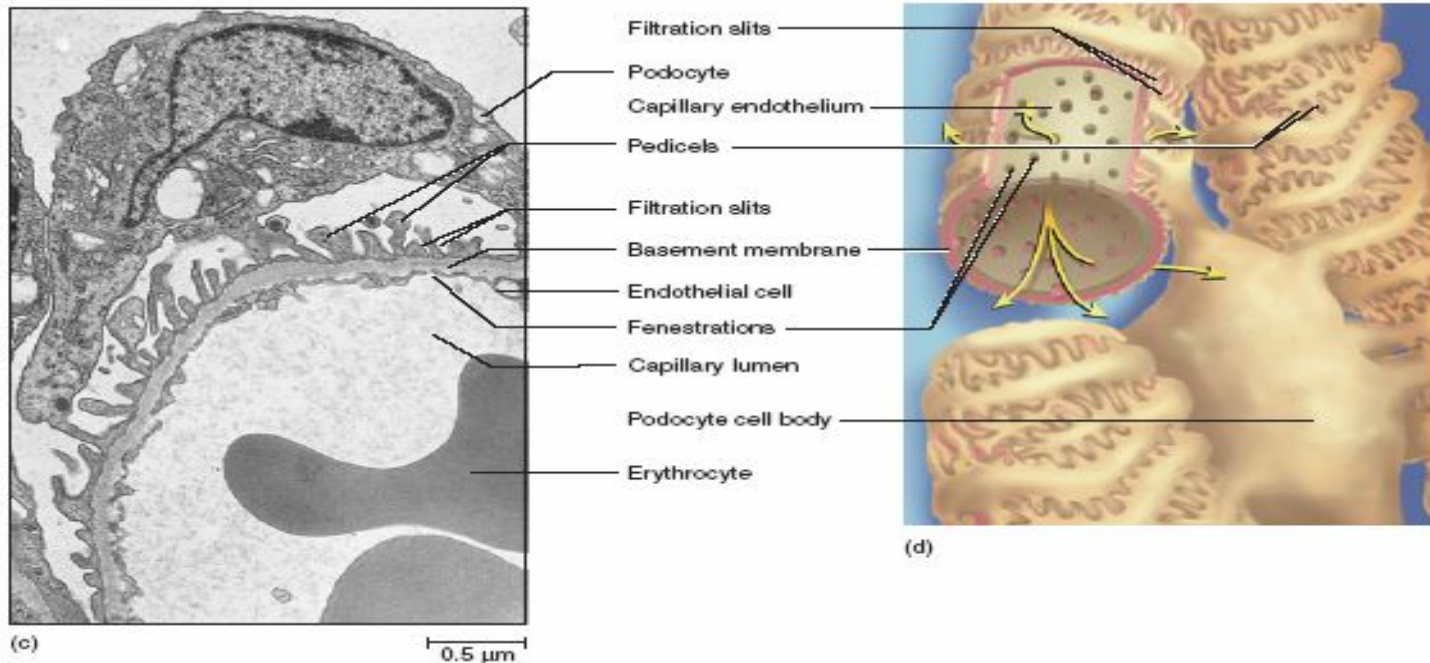 Filtration slits
Podocyte
Capillary endothelium
Pedicels
Filtration slits
Basement membrane
Endothelial cell
Fenestrations
Capillary lumen
Podocyte cell body
Erythrocyte
(c)
0.5 µm
(d)